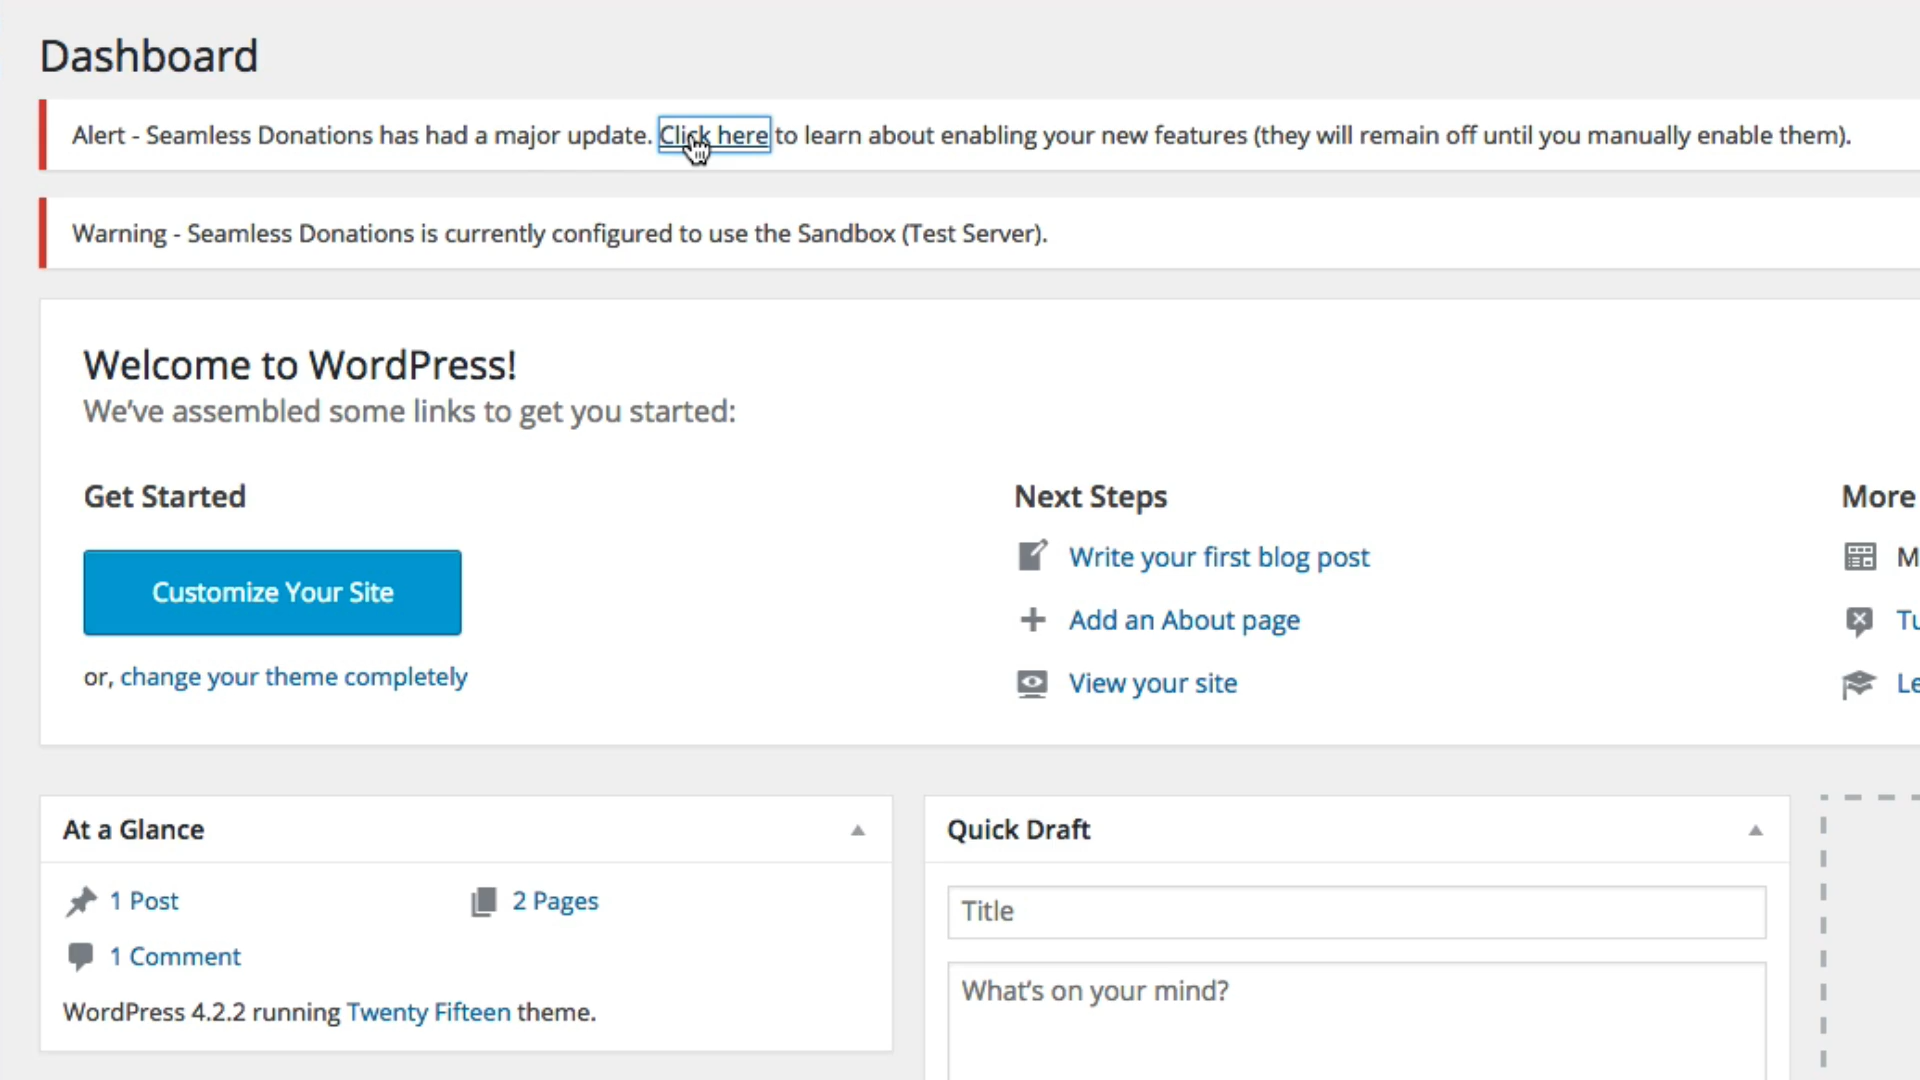 Dashboard
Alert - Seamless Donations has had a major update. Click here to learn about enabling your new features (they will remain off until you manually enable them).
Warning - Seamless Donations is currently configured to use the Sandbox (Test Server).
Welcome to WordPress!
We've assembled some links to get you started:
Get Started
Customize Your Site
or, change your theme completely
Next Steps
Write your first blog post
Add an About page
View your site
More
At a Glance
1 Post
2 Pages
1 Comment
WordPress 4.2.2 running Twenty Fifteen theme.
Quick Draft
Title
What's on your mind?